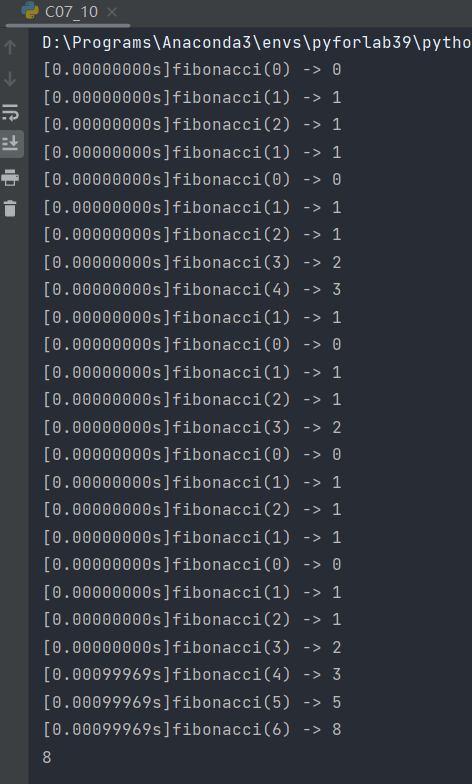 C07_10
D:\Programs\Anaconda3\envs\pyforlab39\pytho
[0.00000000s]fibonacci(0) -> 0
[0.00000000s]fibonacci(1) -> 1
[0.00000000s]fibonacci(2) -> 1
[0.00000000s]fibonacci(1) -> 1
[0.00000000s]fibonacci(0) -> 0
[0.00000000s]fibonacci(1) -> 1
[0.00000000s]fibonacci(2) -> 1
[0.00000000s]fibonacci(3) -> 2
[0.00000000s]fibonacci(4) -> 3
[0.00000000s]fibonacci(1) -> 1
[0.00000000s]fibonacci(0) -> 0
[0.00000000s]fibonacci(1) -> 1
[0.00000000s]fibonacci(2) -> 1
[0.00000000s]fibonacci(3) -> 2
[0.00000000s]fibonacci(0) -> 0
[0.00000000s]fibonacci(1) -> 1
[0.00000000s]fibonacci(2) -> 1
[0.00000000s]fibonacci(1) -> 1
[0.00000000s]fibonacci(0) -> 0
[0.00000000s]fibonacci(1) -> 1
[0.00000000s]fibonacci(2) -> 1
[0.00000000s]fibonacci(3) -> 2
[0.00099969s]fibonacci(4) -> 3
[0.00099969s]fibonacci(5) -> 5
[0.00099969s]fibonacci(6) -> 8
8